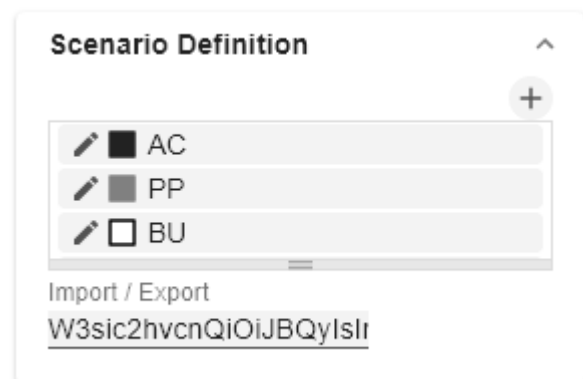 Scenario Definition
AC
PP
BU
Import / Export
W3sic2hvcnQiOiJBQyIsIr